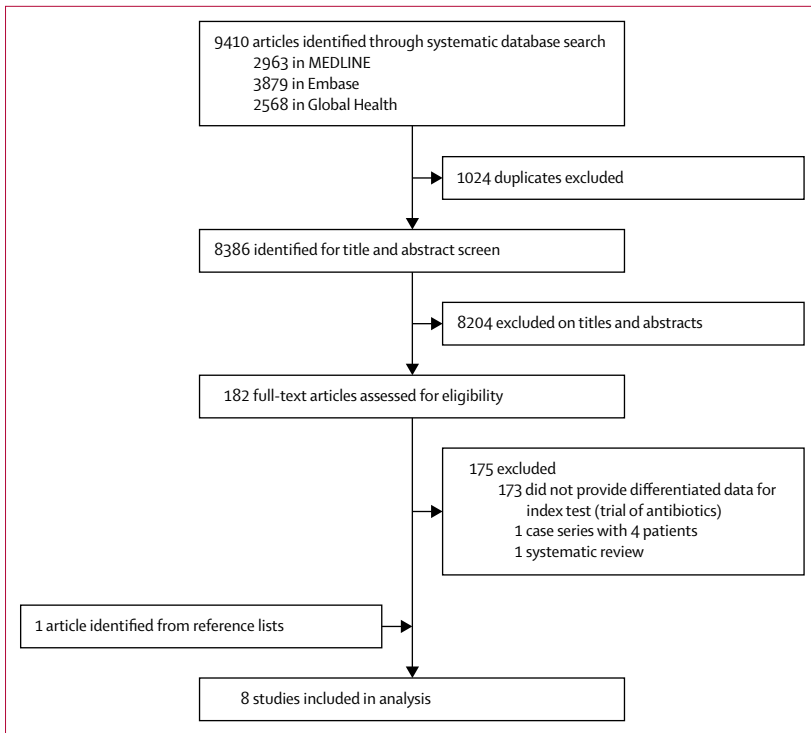 9410 articles identified through systematic database search
2963 in MEDLINE
3879 in Embase
2568 in Global Health
1024 duplicates excluded
8386 identified for title and abstract screen
8204 excluded on titles and abstracts
182 full-text articles assessed for eligibility
175 excluded
173 did not provide differentiated data for
index test (trial of antibiotics)
1 case series with 4 patients
1 systematic review
1 article identified from reference lists
8 studies included in analysis